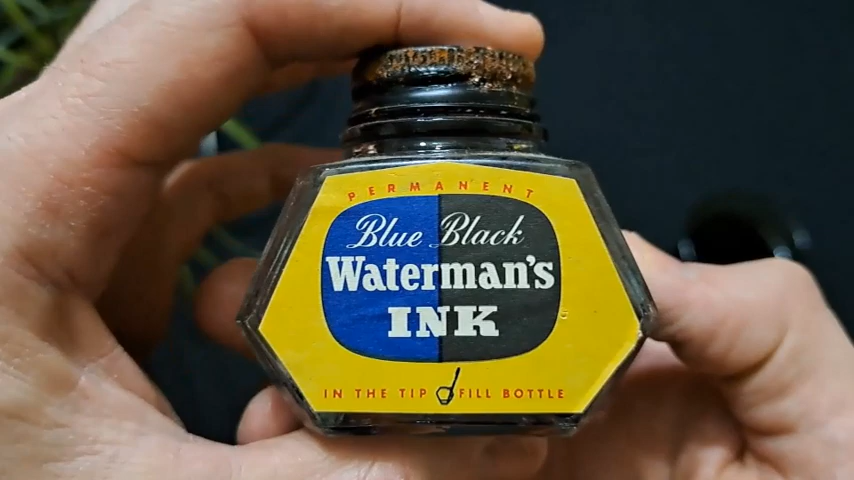 PERMANENT
Blue Black
Waterman's
INK
IN THE TIP FILL BOTTLE